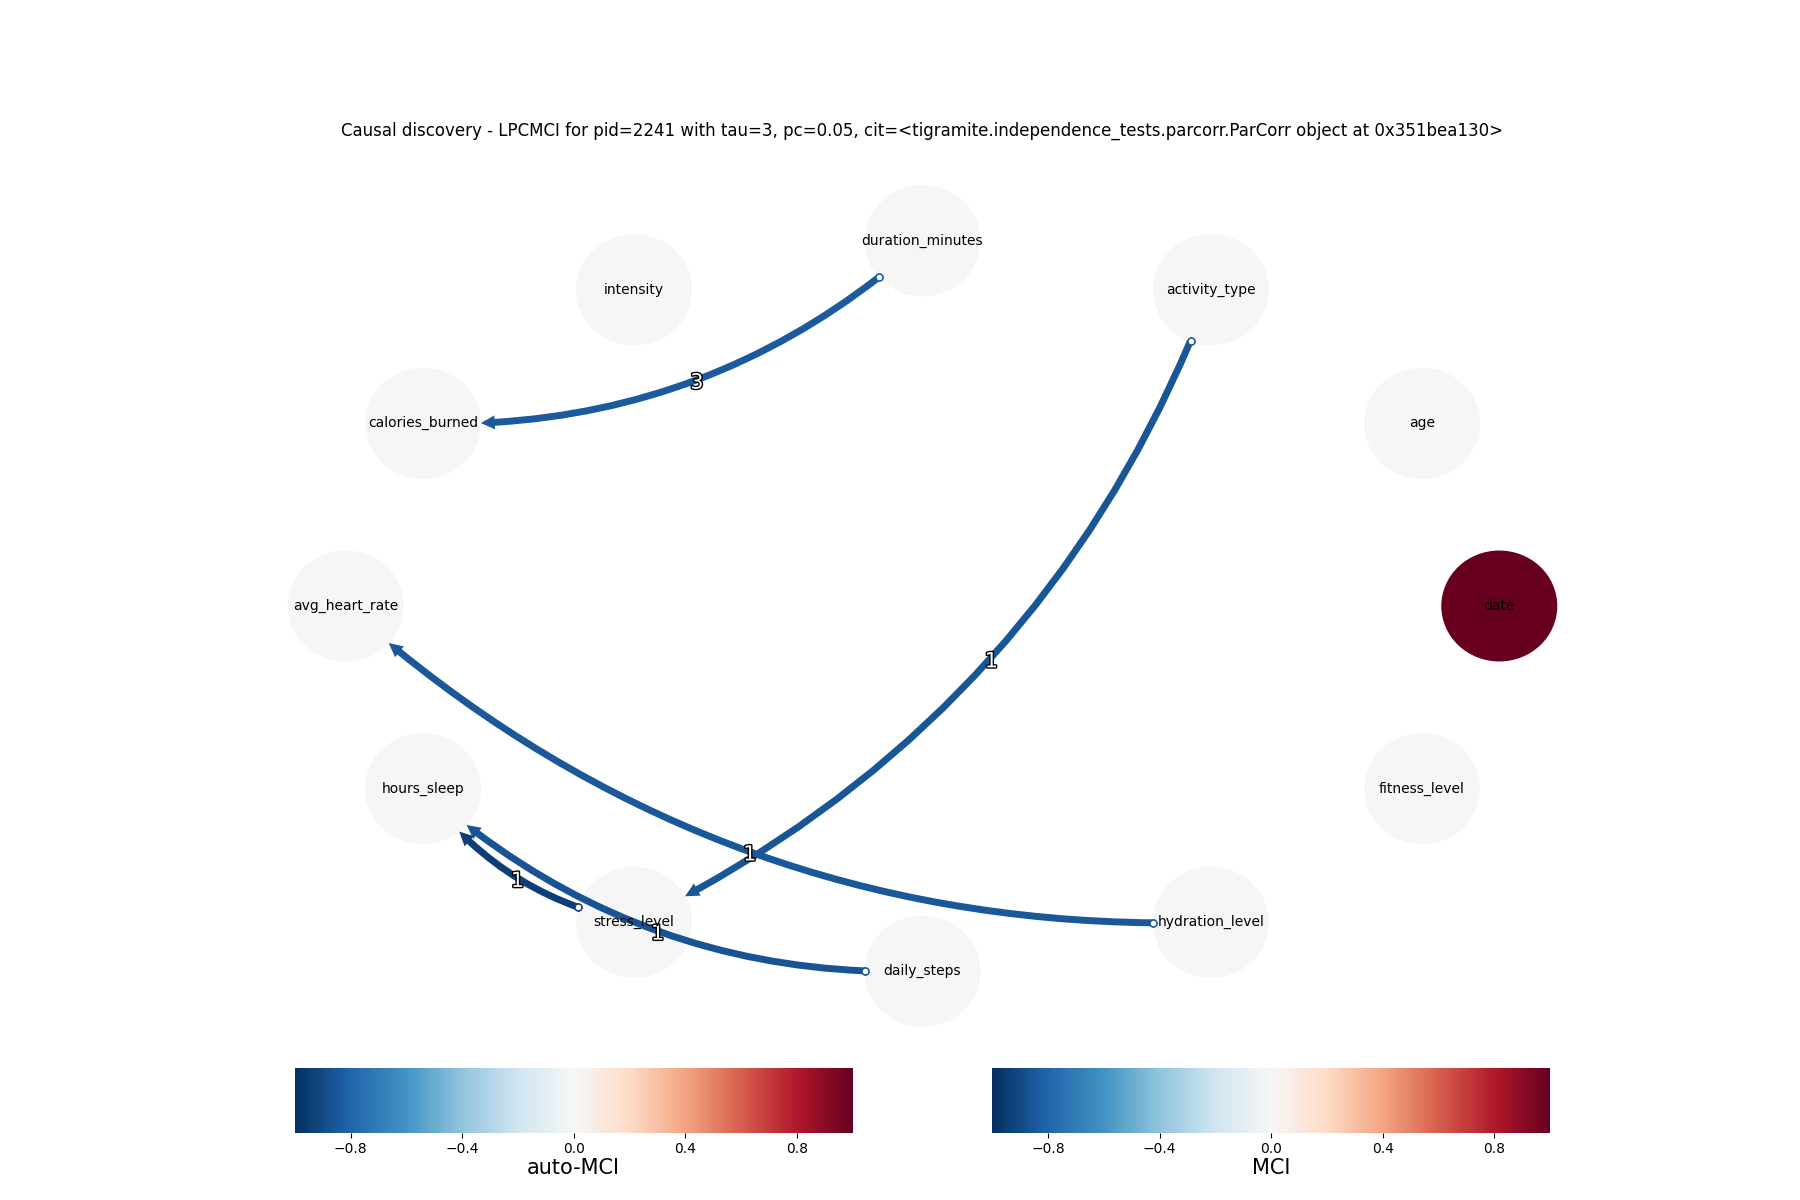 Causal discovery - LPCMCI for pid=2241 with tau=3, pc=0.05, cit=<tigramite.independence_tests.parcorr.ParCorr object at 0x351bea130>
duration_minutes
intensity
activity_type
3
calories_burned
age
avg_heart_rate
date
1
hours_sleep
fitness_level
1
1
stress_level
hydration_level
1
daily_steps
−0.8 −0.4 0.0 0.4 0.8
auto-MCI
−0.8 −0.4 0.0 0.4 0.8
MCI